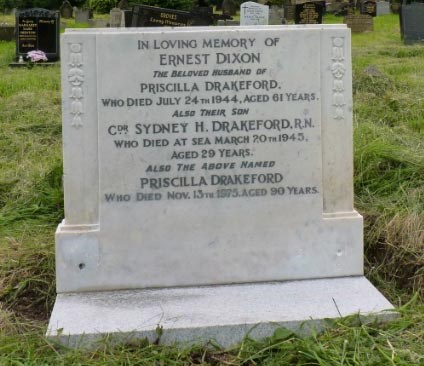 IN LOVING MEMORY OF
ERNEST DIXON
THE BELOVED HUSBAND OF
PRISCILLA DRAKEFORD.
WHO DIED JULY 24TH 1944, AGED 61 YEARS.
ALSO THEIR SON
CDR SYDNEY H. DRAKEFORD, R.N.
WHO DIED AT SEA MARCH 20TH 1945,
AGED 29 YEARS.
ALSO THE ABOVE NAMED
PRISCILLA DRAKEFORD
WHO DIED NOV. 13TH 1975. AGED 90 YEARS.